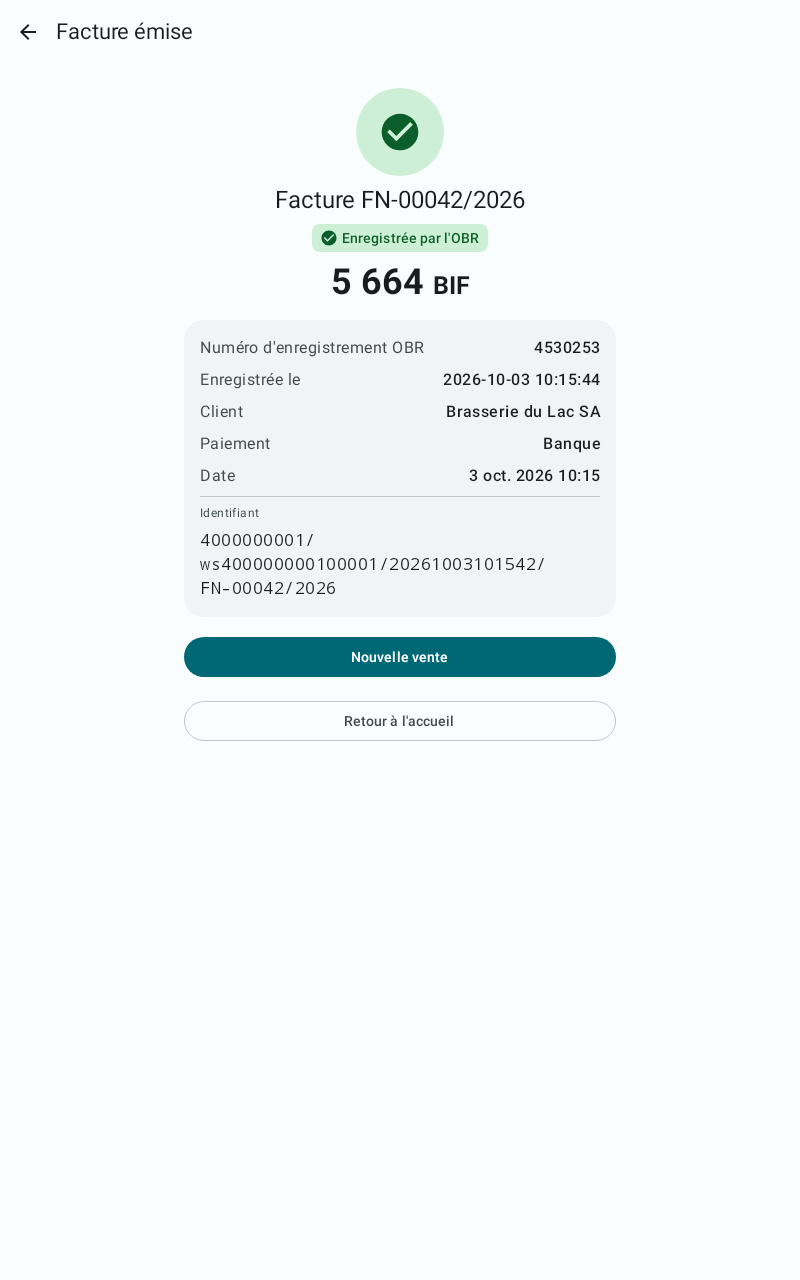 Facture émise
Facture FN-00042/2026
Enregistrée par l'OBR
5 664 BIF
Numéro d'enregistrement OBR 4530253
Enregistrée le 2026-10-03 10:15:44
Client Brasserie du Lac SA
Paiement Banque
Date 3 oct. 2026 10:15
Identifiant
4000000001/
ws400000000100001/20261003101542/
FN-00042/2026
Nouvelle vente
Retour à l'accueil